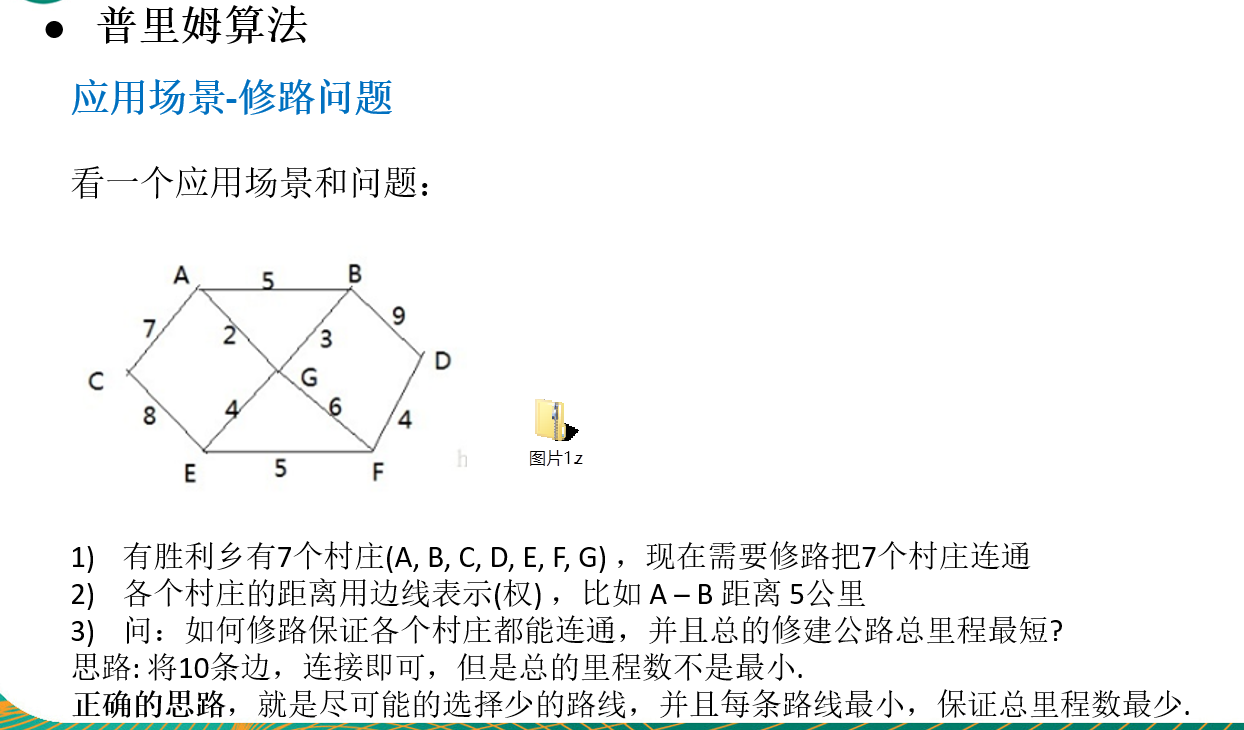 ● 普里姆算法
应用场景-修路问题
看一个应用场景和问题：
A 5 B
7 2 3 9
C G D
8 4 6 4
E 5 F
h
图片1.z
1) 有胜利乡有7个村庄(A, B, C, D, E, F, G) ，现在需要修路把7个村庄连通
2) 各个村庄的距离用边线表示(权) ，比如 A – B 距离 5公里
3) 问：如何修路保证各个村庄都能连通，并且总的修建公路总里程最短?
思路: 将10条边，连接即可，但是总的里程数不是最小.
正确的思路，就是尽可能的选择少的路线，并且每条路线最小，保证总里程数最少.